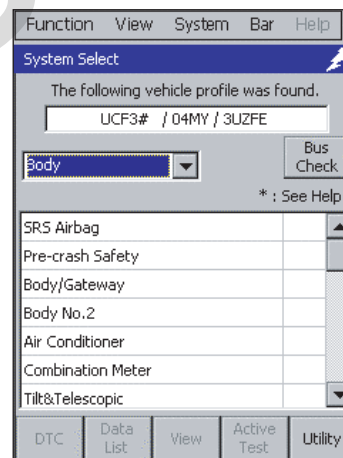 Function View System Bar Help
System Select
The following vehicle profile was found.
UCF3# / 04MY / 3UZFE
Body
Bus
Check
* : See Help
SRS Airbag
Pre-crash Safety
Body/Gateway
Body No.2
Air Conditioner
Combination Meter
Tilt&Telescopic
DTC Data List View Active Test Utility